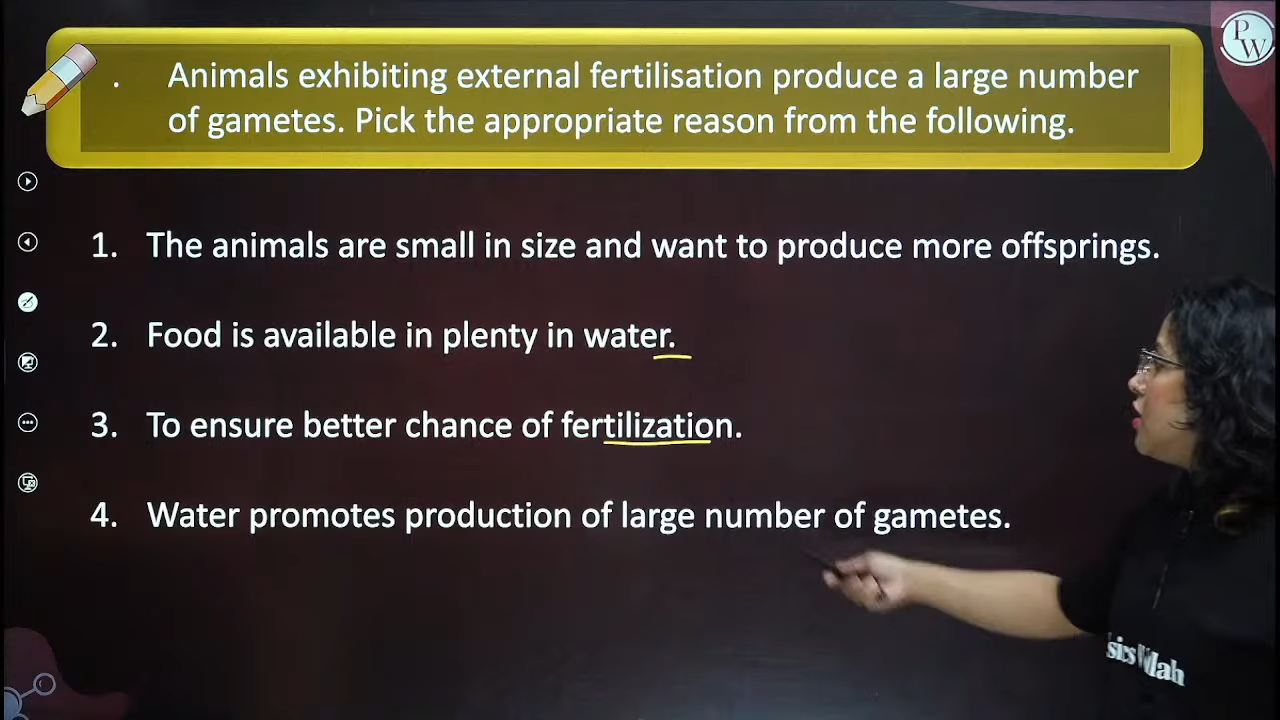 P
W
. Animals exhibiting external fertilisation produce a large number
of gametes. Pick the appropriate reason from the following.
1. The animals are small in size and want to produce more offsprings.
2. Food is available in plenty in water.
3. To ensure better chance of fertilization.
4. Water promotes production of large number of gametes.